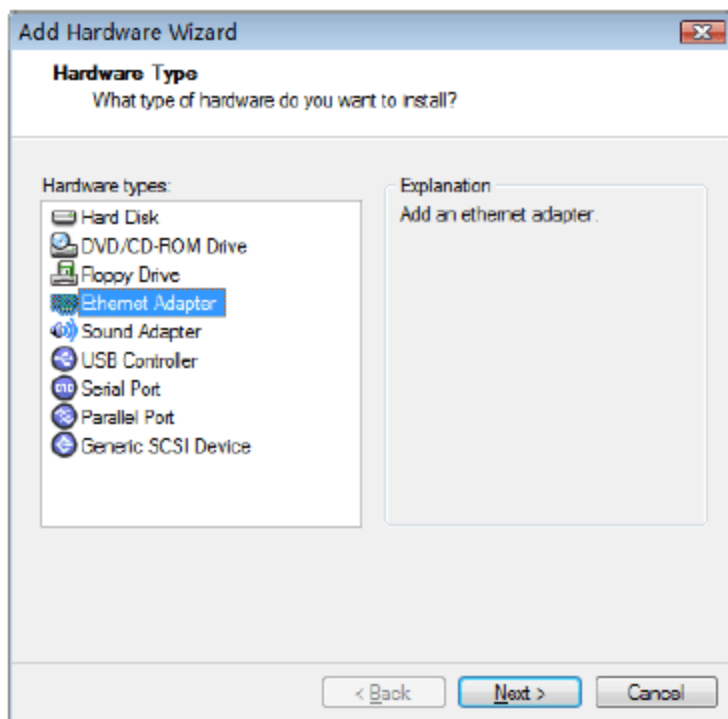 Add Hardware Wizard
Hardware Type
What type of hardware do you want to install?
Hardware types:
Hard Disk
DVD/CD-ROM Drive
Floppy Drive
Ethernet Adapter
Sound Adapter
USB Controller
Serial Port
Parallel Port
Generic SCSI Device
Explanation
Add an ethernet adapter.
< Back
Next >
Cancel